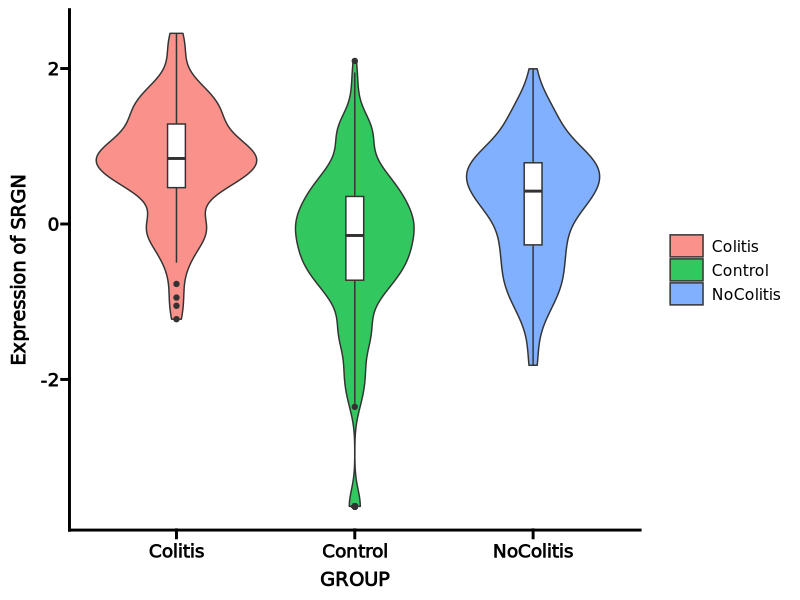 Expression of SRGN
2
0
-2
Colitis
Control
NoColitis
GROUP
Colitis
Control
NoColitis